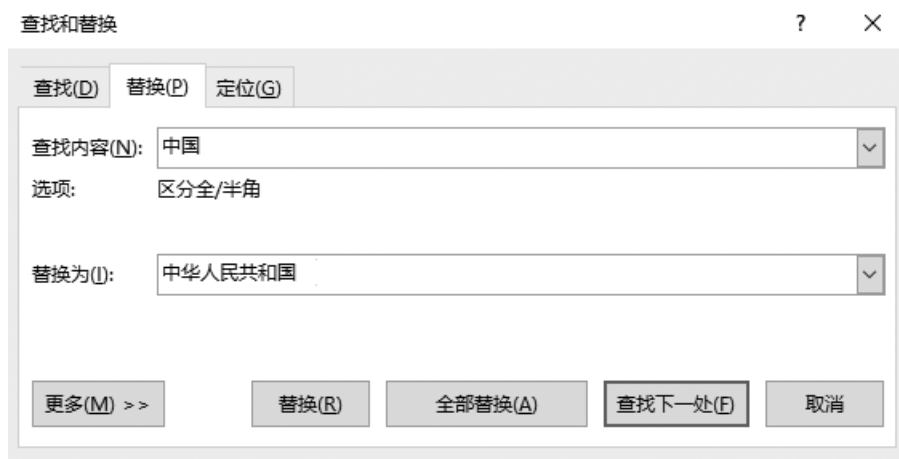 查找和替换 ? ×
查找(D) 替换(P) 定位(G)
查找内容(N): 中国
选项: 区分全/半角
替换为(I): 中华人民共和国
更多(M) >> 替换(R) 全部替换(A) 查找下一处(F) 取消